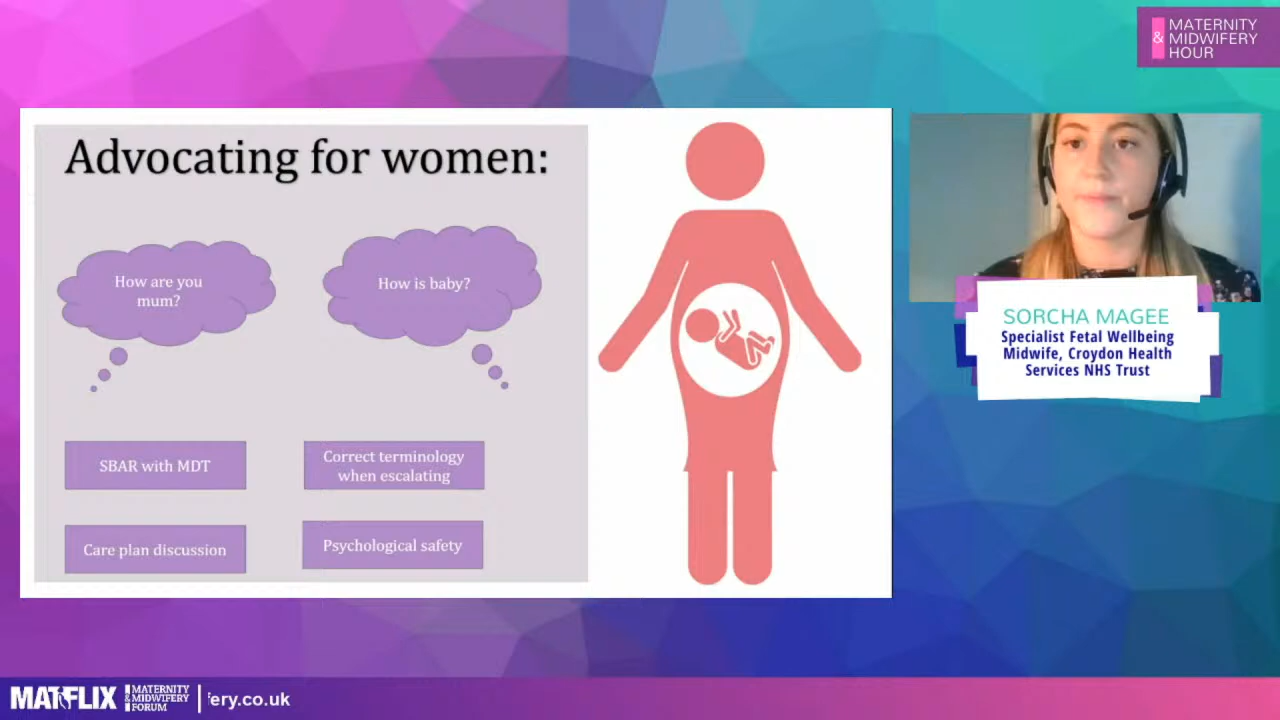 MATERNITY
& MIDWIFERY
HOUR
Advocating for women:
How are you
mum?
How is baby?
SBAR with MDT
Correct terminology
when escalating
Care plan discussion
Psychological safety
SORCHA MAGEE
Specialist Fetal Wellbeing
Midwife, Croydon Health
Services NHS Trust
MATFLIX
MATERNITY
& MIDWIFERY
FORUM
ery.co.uk